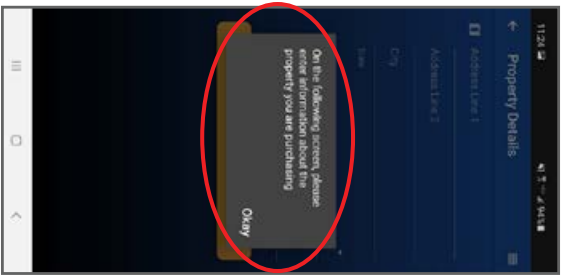 11:24
94%
Property Details
Address Line 1
Address Line 2
City
State
On the following screen, please
enter information about the
property you are purchasing
Okay